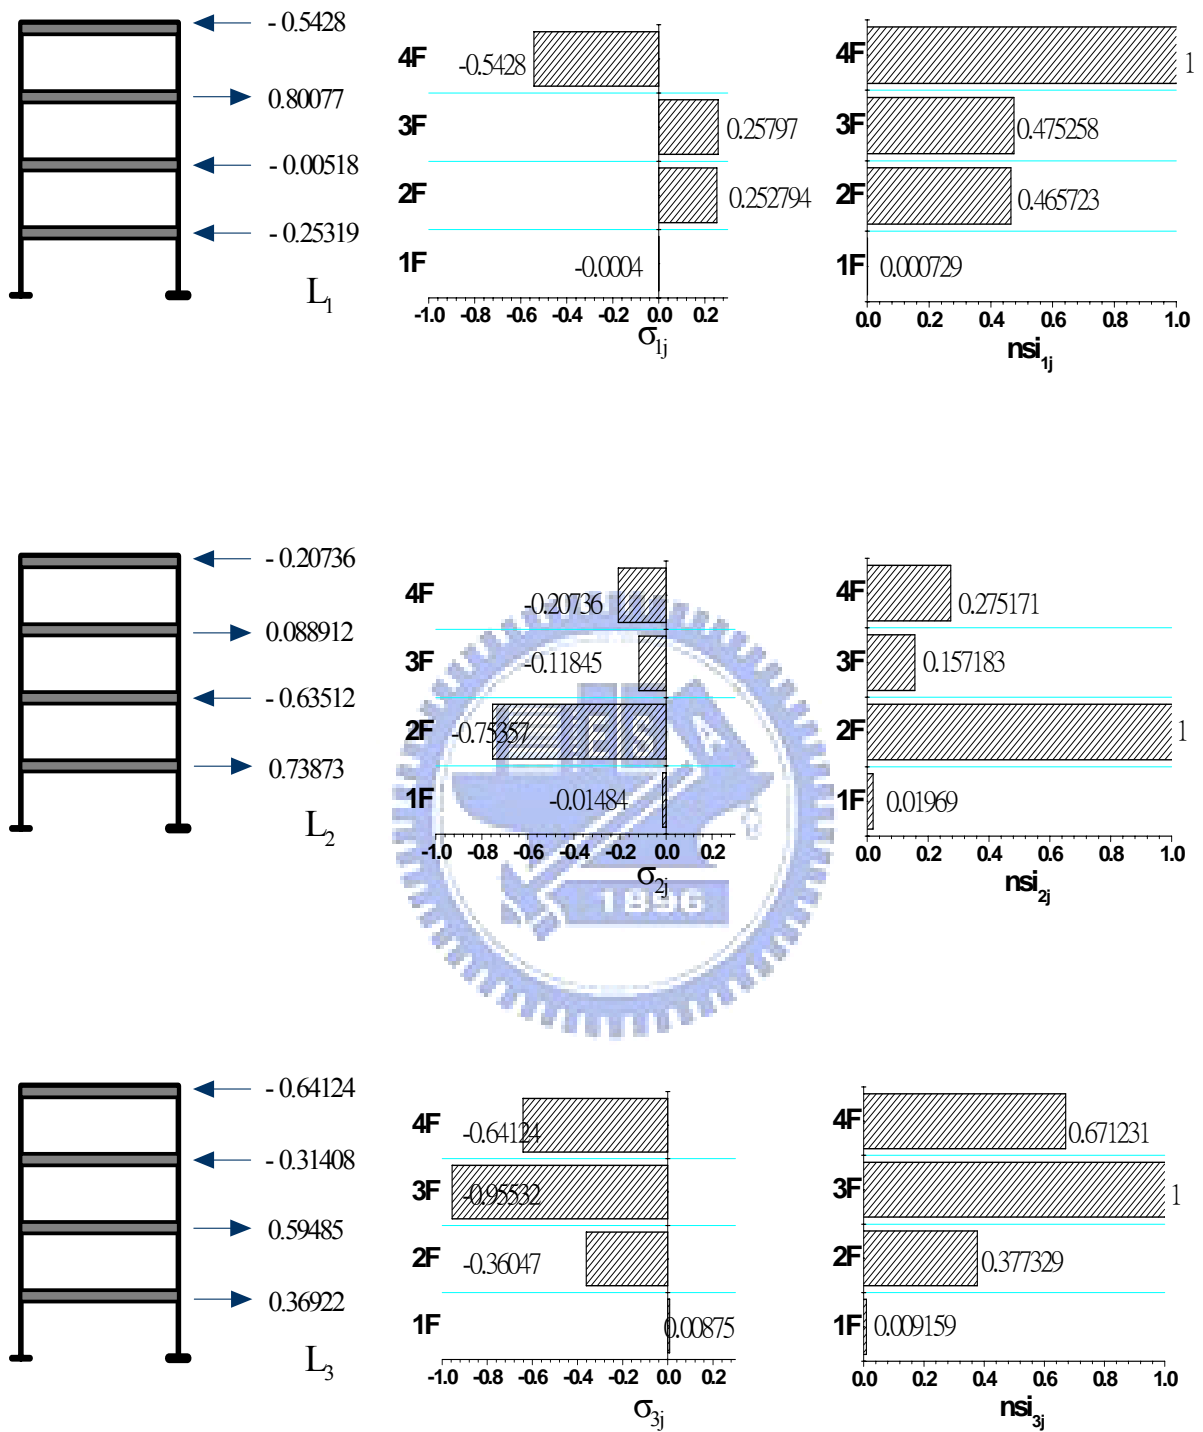 - 0.5428
0.80077
- 0.00518
- 0.25319
L1
4F
3F
2F
1F
-0.5428
0.25797
0.252794
-0.0004
-1.0 -0.8 -0.6 -0.4 -0.2 0.0 0.2
σ1j
4F
3F
2F
1F
1
0.475258
0.465723
0.000729
0.0 0.2 0.4 0.6 0.8 1.0
nsi1j
- 0.20736
0.088912
- 0.63512
0.73873
L2
4F
3F
2F
1F
-0.20736
-0.11845
-0.75357
-0.01484
-1.0 -0.8 -0.6 -0.4 -0.2 0.0 0.2
σ2j
4F
3F
2F
1F
0.275171
0.157183
1
0.01969
0.0 0.2 0.4 0.6 0.8 1.0
nsi2j
E S A
1896
- 0.64124
- 0.31408
0.59485
0.36922
L3
4F
3F
2F
1F
-0.64124
-0.95532
-0.36047
0.00875
-1.0 -0.8 -0.6 -0.4 -0.2 0.0 0.2
σ3j
4F
3F
2F
1F
0.671231
1
0.377329
0.009159
0.0 0.2 0.4 0.6 0.8 1.0
nsi3j